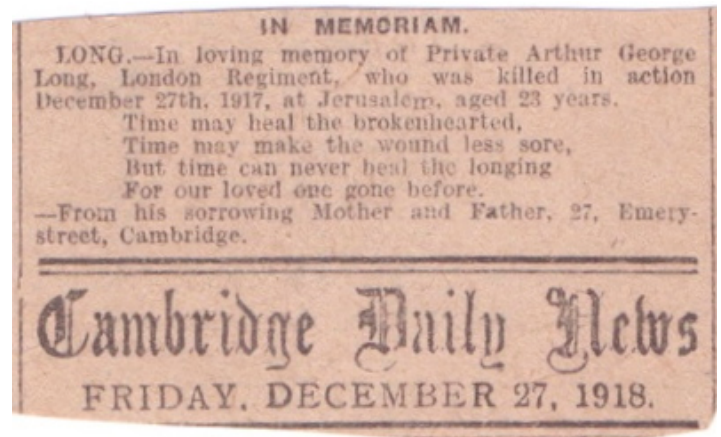 IN MEMORIAM.
LONG.—In loving memory of Private Arthur George
Long, London Regiment, who was killed in action
December 27th, 1917, at Jerusalem, aged 23 years.
Time may heal the brokenhearted,
Time may make the wound less sore,
But time can never heal the longing
For our loved one gone before.
—From his sorrowing Mother and Father, 27, Emery-
street, Cambridge.
Cambridge Daily News
FRIDAY, DECEMBER 27, 1918.